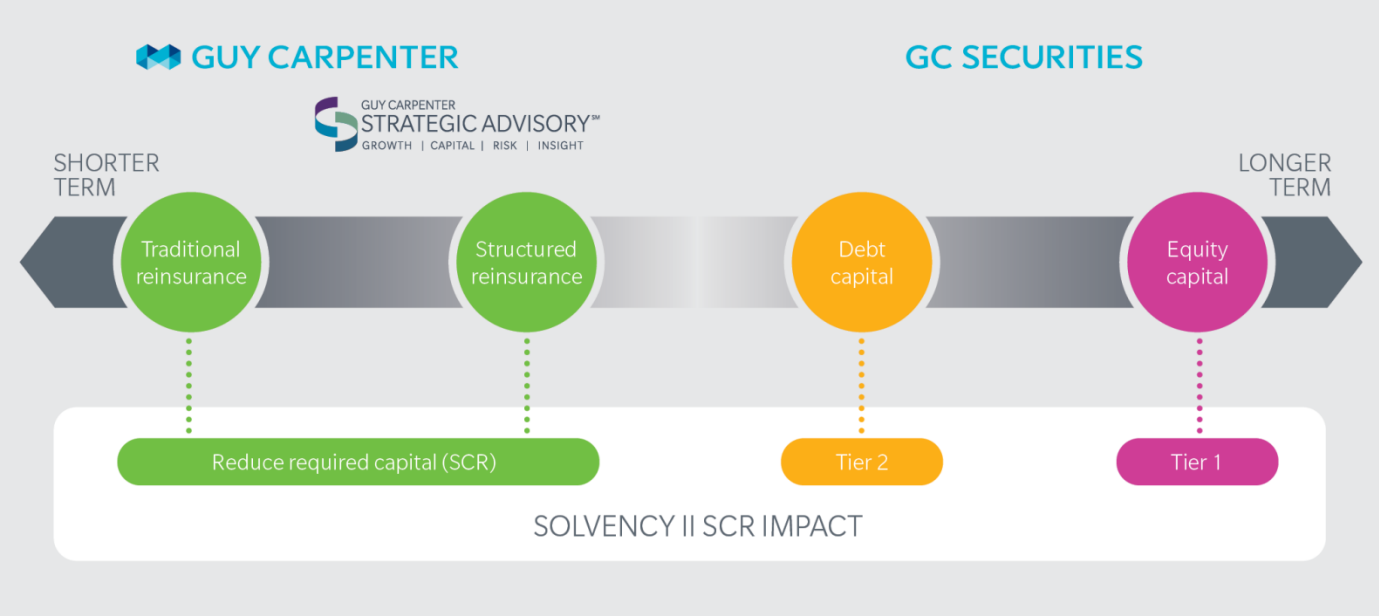 GUY CARPENTER
GC SECURITIES
GUY CARPENTER
STRATEGIC ADVISORY℠
GROWTH | CAPITAL | RISK | INSIGHT
SHORTER
TERM
LONGER
TERM
Traditional
reinsurance
Structured
reinsurance
Debt
capital
Equity
capital
Reduce required capital (SCR)
Tier 2
Tier 1
SOLVENCY II SCR IMPACT